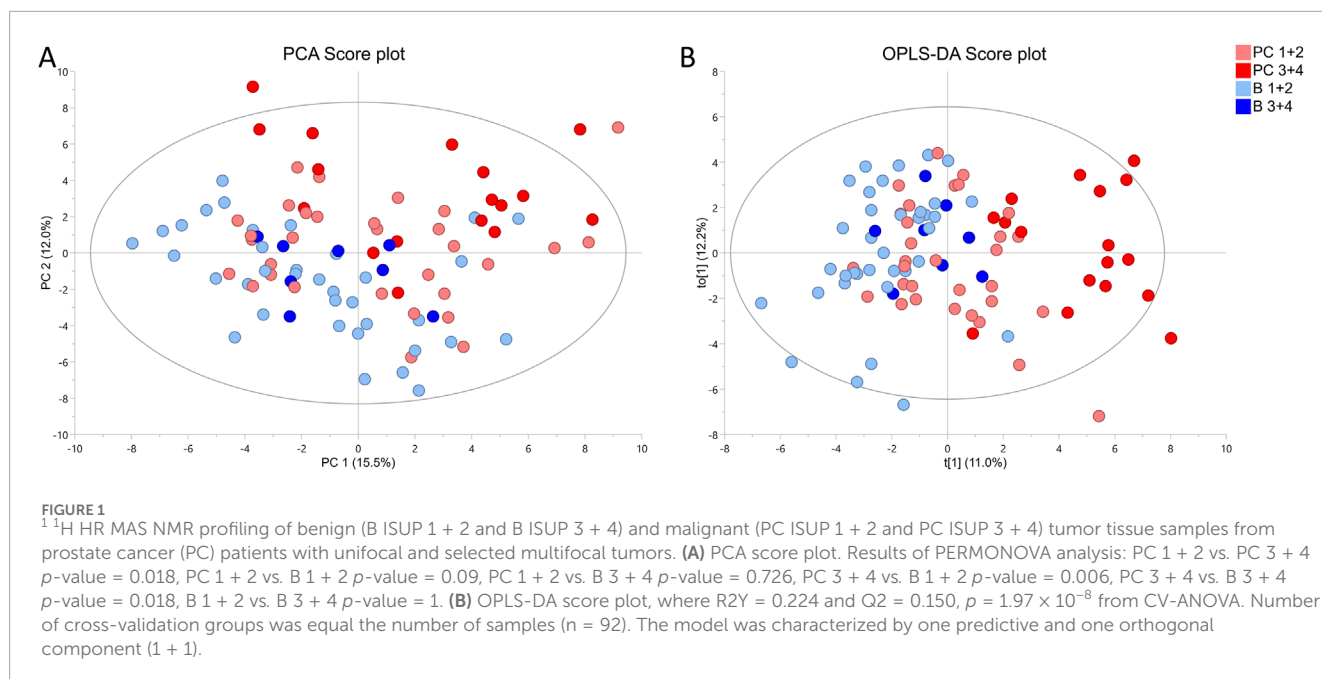 A
PCA Score plot
10
8
6
4
2
0
-2
-4
-6
-8
-10
PC 2 (12.0%)
-10 -8 -6 -4 -2 0 2 4 6 8 10
PC 1 (15.5%)
B
OPLS-DA Score plot
8
6
4
2
0
-2
-4
-6
-8
to[1] (12.2%)
-8 -6 -4 -2 0 2 4 6 8 10
t[1] (11.0%)
PC 1+2
PC 3+4
B 1+2
B 3+4
FIGURE 1
1 1H HR MAS NMR profiling of benign (B ISUP 1 + 2 and B ISUP 3 + 4) and malignant (PC ISUP 1 + 2 and PC ISUP 3 + 4) tumor tissue samples from
prostate cancer (PC) patients with unifocal and selected multifocal tumors. (A) PCA score plot. Results of PERMONOVA analysis: PC 1 + 2 vs. PC 3 + 4
p-value = 0.018, PC 1 + 2 vs. B 1 + 2 p-value = 0.09, PC 1 + 2 vs. B 3 + 4 p-value = 0.726, PC 3 + 4 vs. B 1 + 2 p-value = 0.006, PC 3 + 4 vs. B 3 + 4
p-value = 0.018, B 1 + 2 vs. B 3 + 4 p-value = 1. (B) OPLS-DA score plot, where R2Y = 0.224 and Q2 = 0.150, p = 1.97 × 10−8 from CV-ANOVA. Number
of cross-validation groups was equal the number of samples (n = 92). The model was characterized by one predictive and one orthogonal
component (1 + 1).